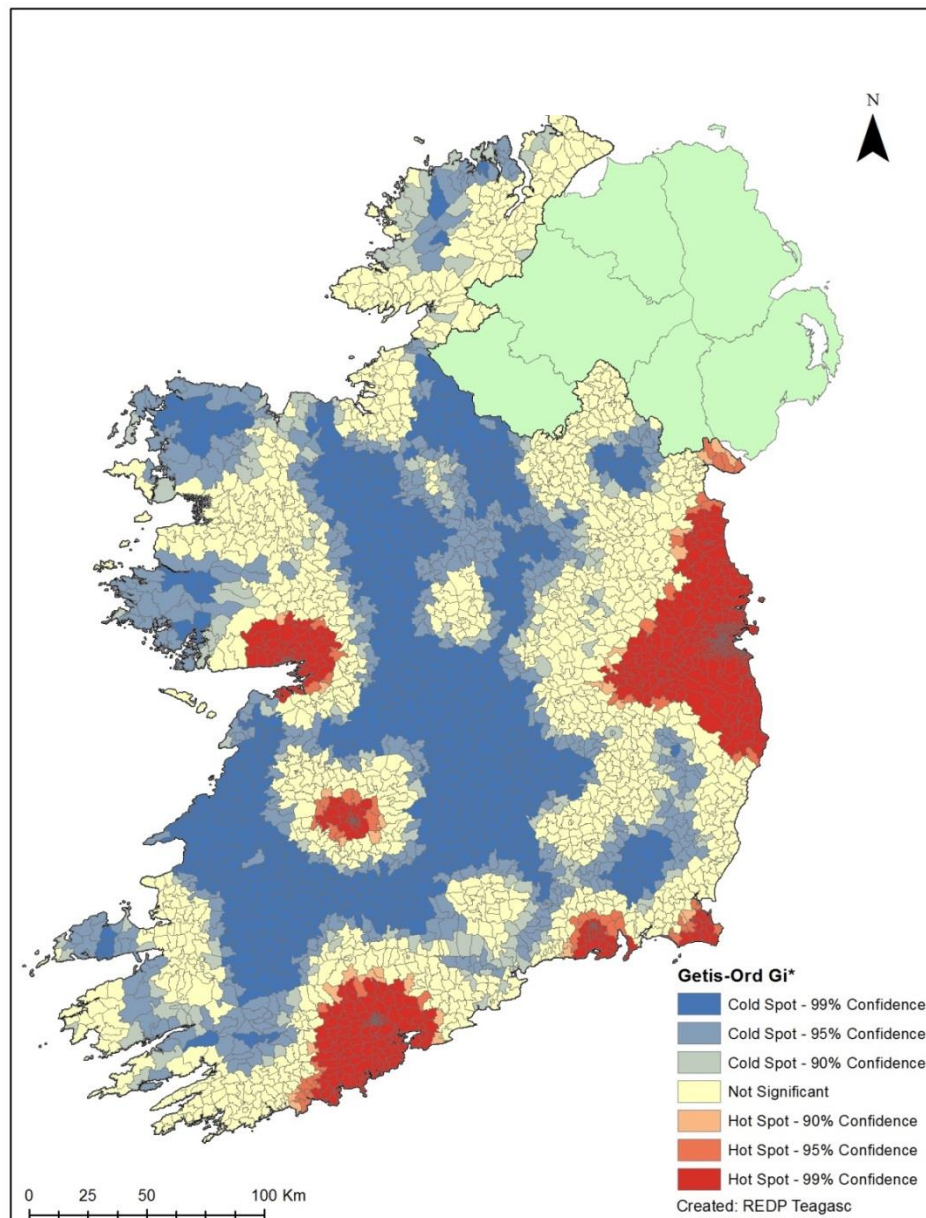 N
Getis-Ord Gi*
Cold Spot - 99% Confidence
Cold Spot - 95% Confidence
Cold Spot - 90% Confidence
Not Significant
Hot Spot - 90% Confidence
Hot Spot - 95% Confidence
Hot Spot - 99% Confidence
Created: REDP Teagasc
0 25 50 100 Km